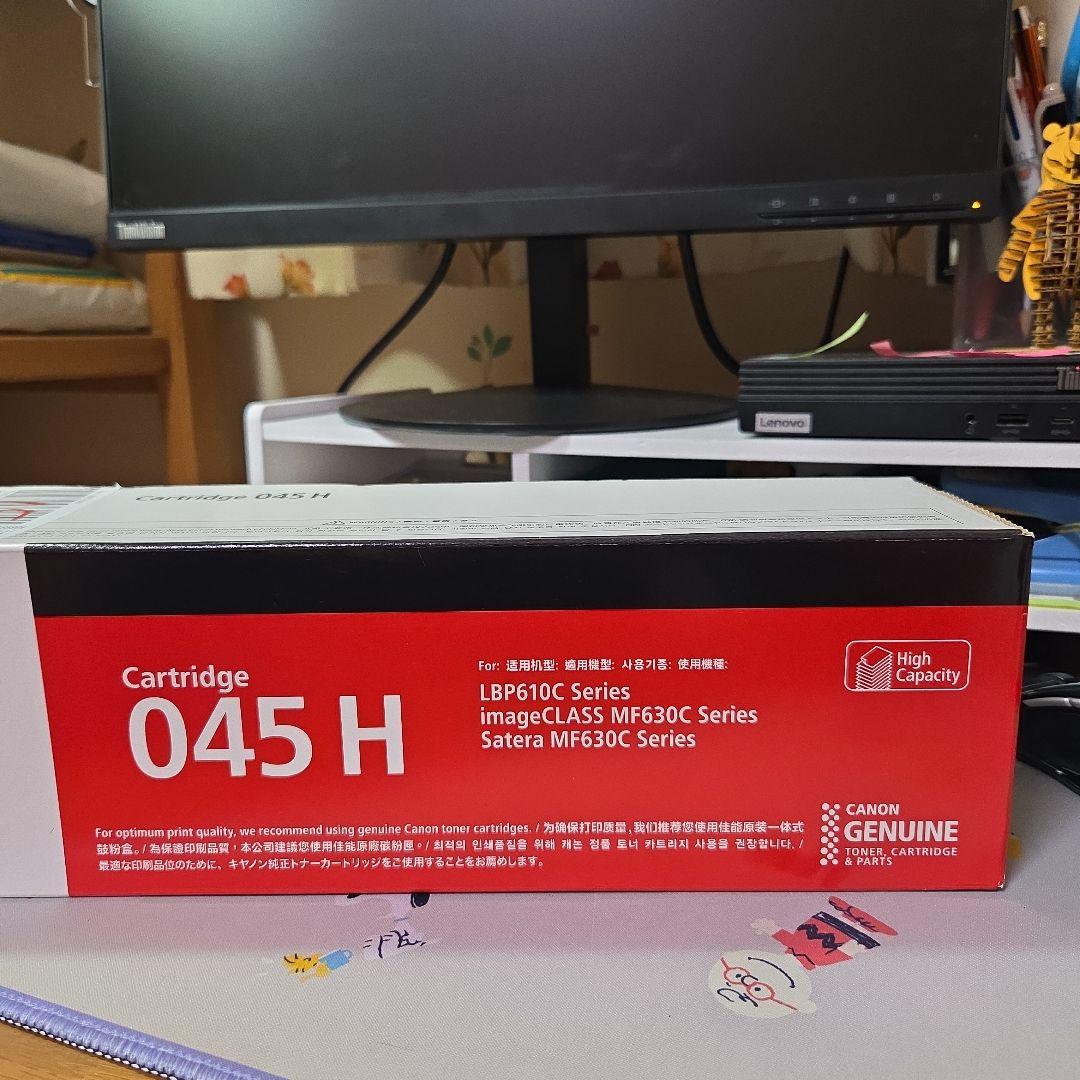 Lenovo
Cartridge 045 H
Cartridge
045 H
For: 适用机型: 適用機型: 사용기종: 使用機種:
LBP610C Series
imageCLASS MF630C Series
Satera MF630C Series
High
Capacity
For optimum print quality, we recommend using genuine Canon toner cartridges. / 为确保打印质量，我们推荐您使用佳能原装一体式
鼓粉盒。/ 為保證印刷品質，本公司建議您使用佳能原廠碳粉匣。/ 최적의 인쇄품질을 위해 캐논 정품 토너 카트리지 사용을 권장합니다. /
最適な印刷品位のために、キヤノン純正トナーカートリッジをご使用することをお薦めします。
CANON
GENUINE
TONER, CARTRIDGE
& PARTS